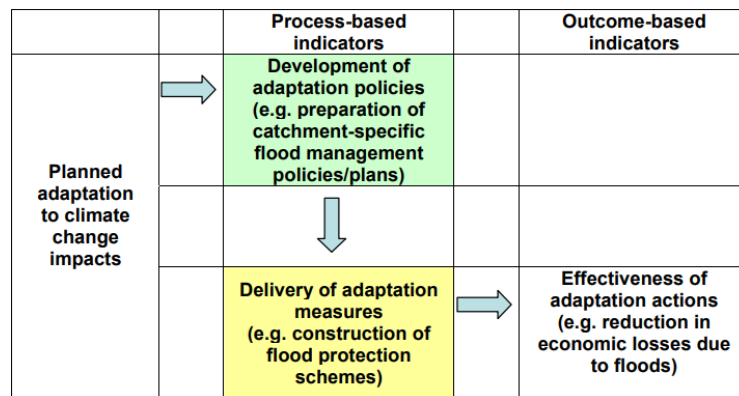 Process-based
indicators
Outcome-based
indicators
Planned
adaptation
to climate
change
impacts
Development of
adaptation policies
(e.g. preparation of
catchment-specific
flood management
policies/plans)
Delivery of adaptation
measures
(e.g. construction of
flood protection
schemes)
Effectiveness of
adaptation actions
(e.g. reduction in
economic losses due
to floods)